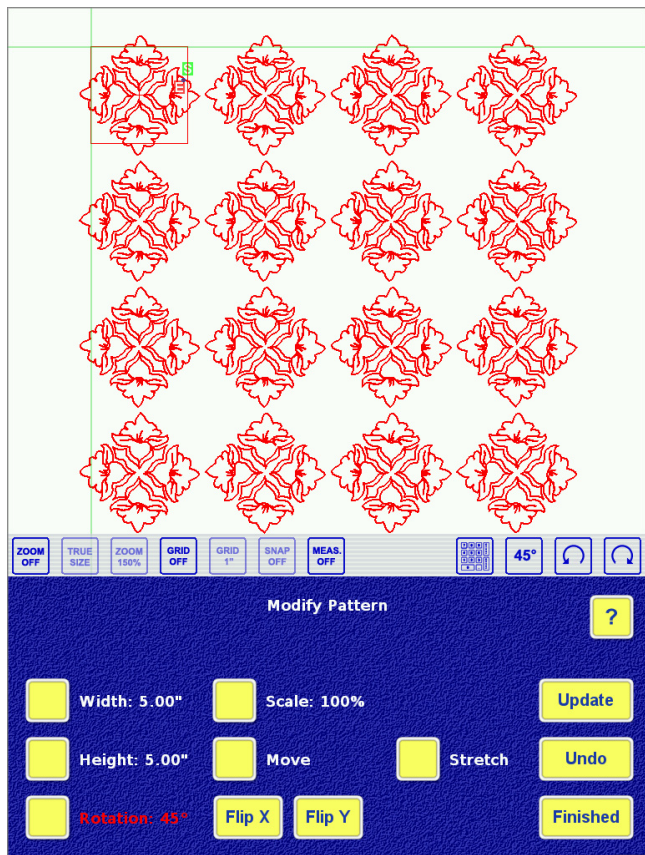 S
E
ZOOM
OFF
TRUE
SIZE
ZOOM
150%
GRID
OFF
GRID
1"
SNAP
OFF
MEAS.
OFF
45°
Modify Pattern
?
Width: 5.00"
Scale: 100%
Update
Height: 5.00"
Move
Stretch
Undo
Rotation: 45°
Flip X
Flip Y
Finished